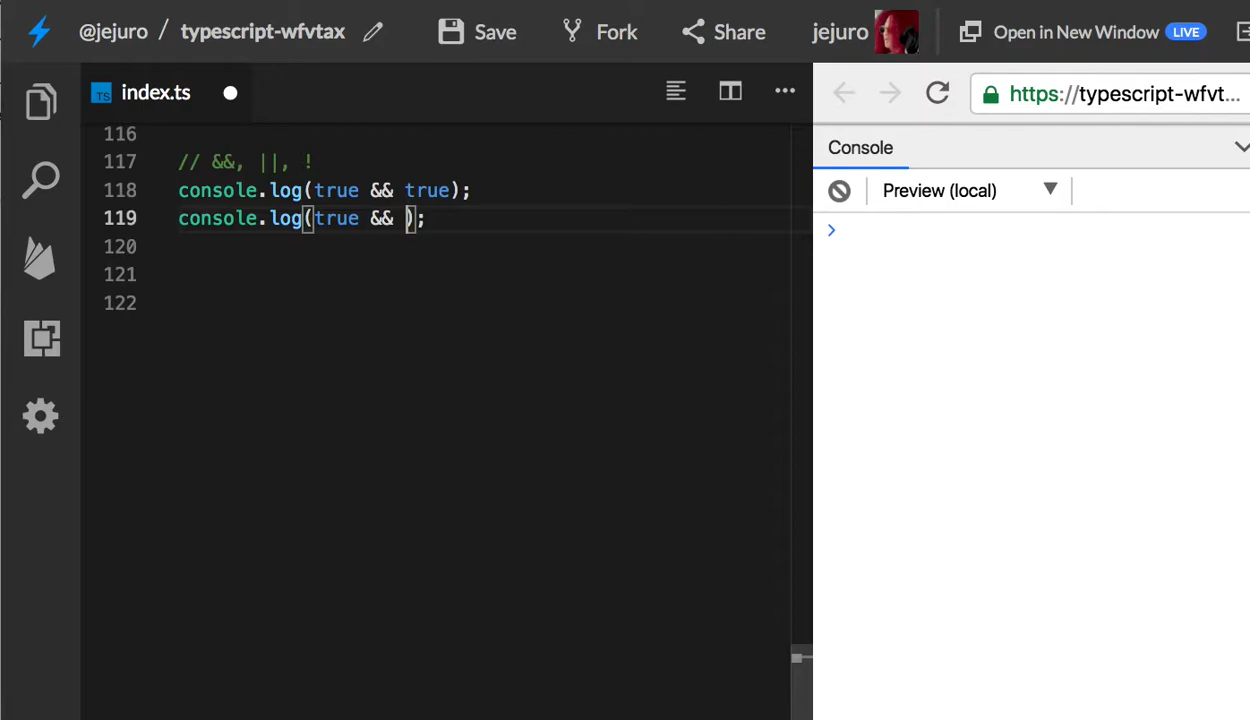 @jejuro / typescript-wfvtax Save Fork Share jejuro Open in New Window LIVE
TS index.ts https://typescript-wfvt...
Console
Preview (local)
116
117 // &&, ||, !
118 console.log(true && true);
119 console.log(true && );
120
121
122